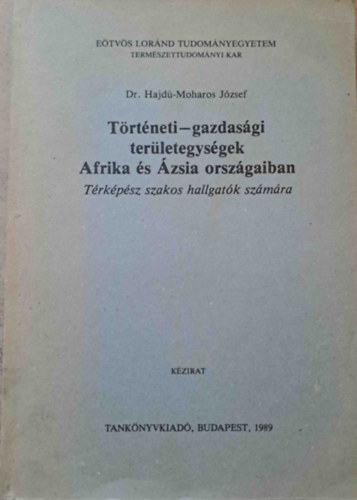 EÖTVÖS LORÁND TUDOMÁNYEGYETEM
TERMÉSZETTUDOMÁNYI KAR
Dr. Hajdú-Moharos József
Történeti–gazdasági
területegységek
Afrika és Ázsia országaiban
Térképész szakos hallgatók számára
KÉZIRAT
TANKÖNYVKIADÓ, BUDAPEST, 1989